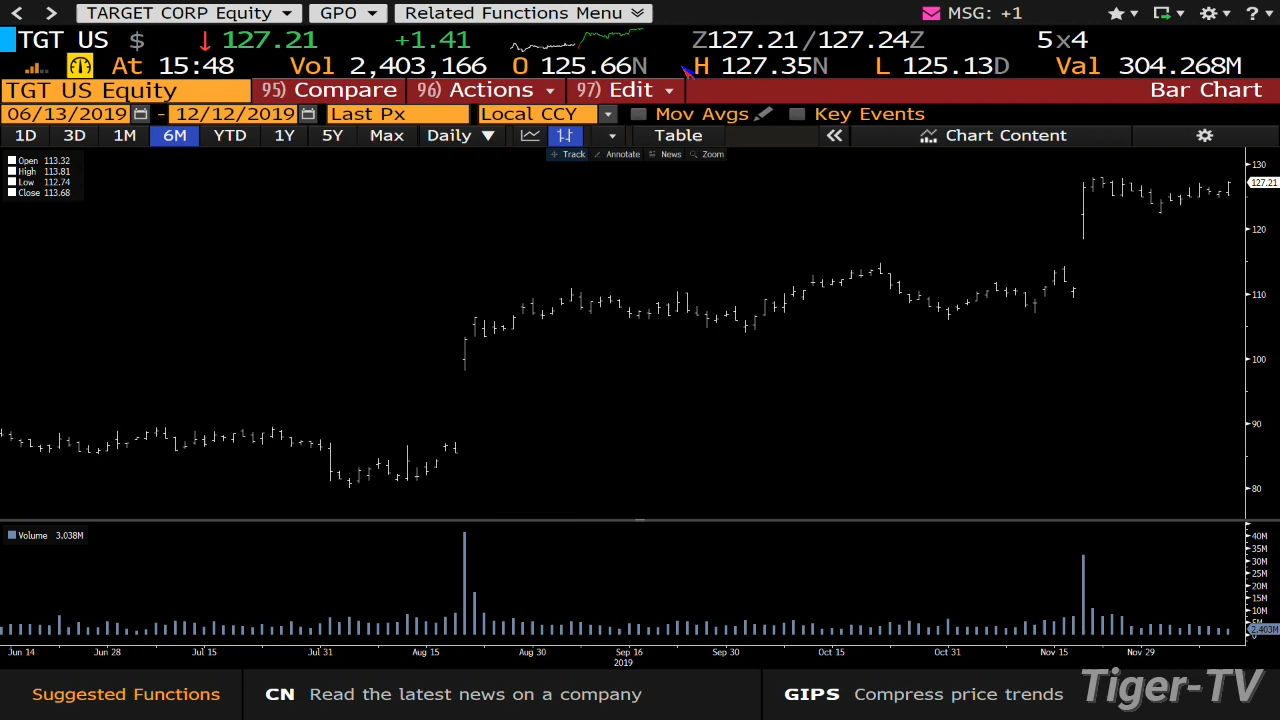 TARGET CORP Equity GPO Related Functions Menu MSG: +1 ?
TGT US $ ↓ 127.21 +1.41 Z127.21/127.24Z 5x4
At 15:48 Vol 2,403,166 O 125.66N H 127.35N L 125.13D Val 304.268M
TGT US Equity 95) Compare 96) Actions 97) Edit Bar Chart
06/13/2019 - 12/12/2019 Last Px Local CCY Mov Avgs Key Events
1D 3D 1M 6M YTD 1Y 5Y Max Daily ▼ Table Chart Content
Track Annotate News Zoom
Open 113.32
High 113.81
Low 112.74
Close 113.68
130
127.21
120
110
100
90
80
Volume 3.038M
40M
35M
30M
25M
20M
15M
10M
5M
2.403M
0
Jun 14 Jun 28 Jul 15 Jul 31 Aug 15 Aug 30 Sep 16 Sep 30 Oct 15 Oct 31 Nov 15 Nov 29
2019
Suggested Functions CN Read the latest news on a company GIPS Compress price trends
Tiger-TV